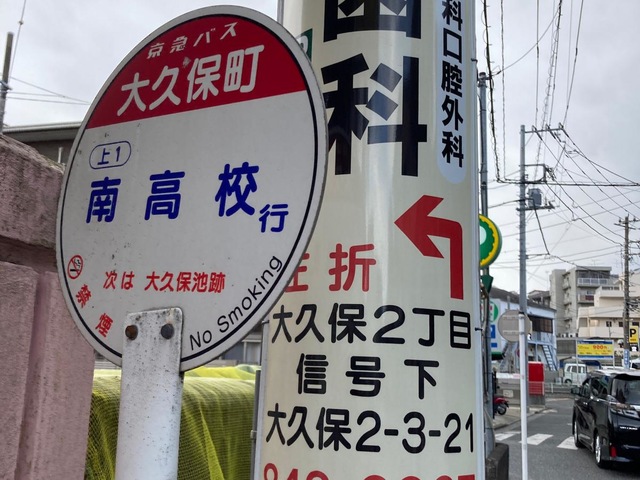 京急バス
大久保町
上1
南高校行
次は 大久保池跡
禁煙
No Smoking
歯科
科口腔外科
左折
大久保2丁目
信号下
大久保2-3-21
P